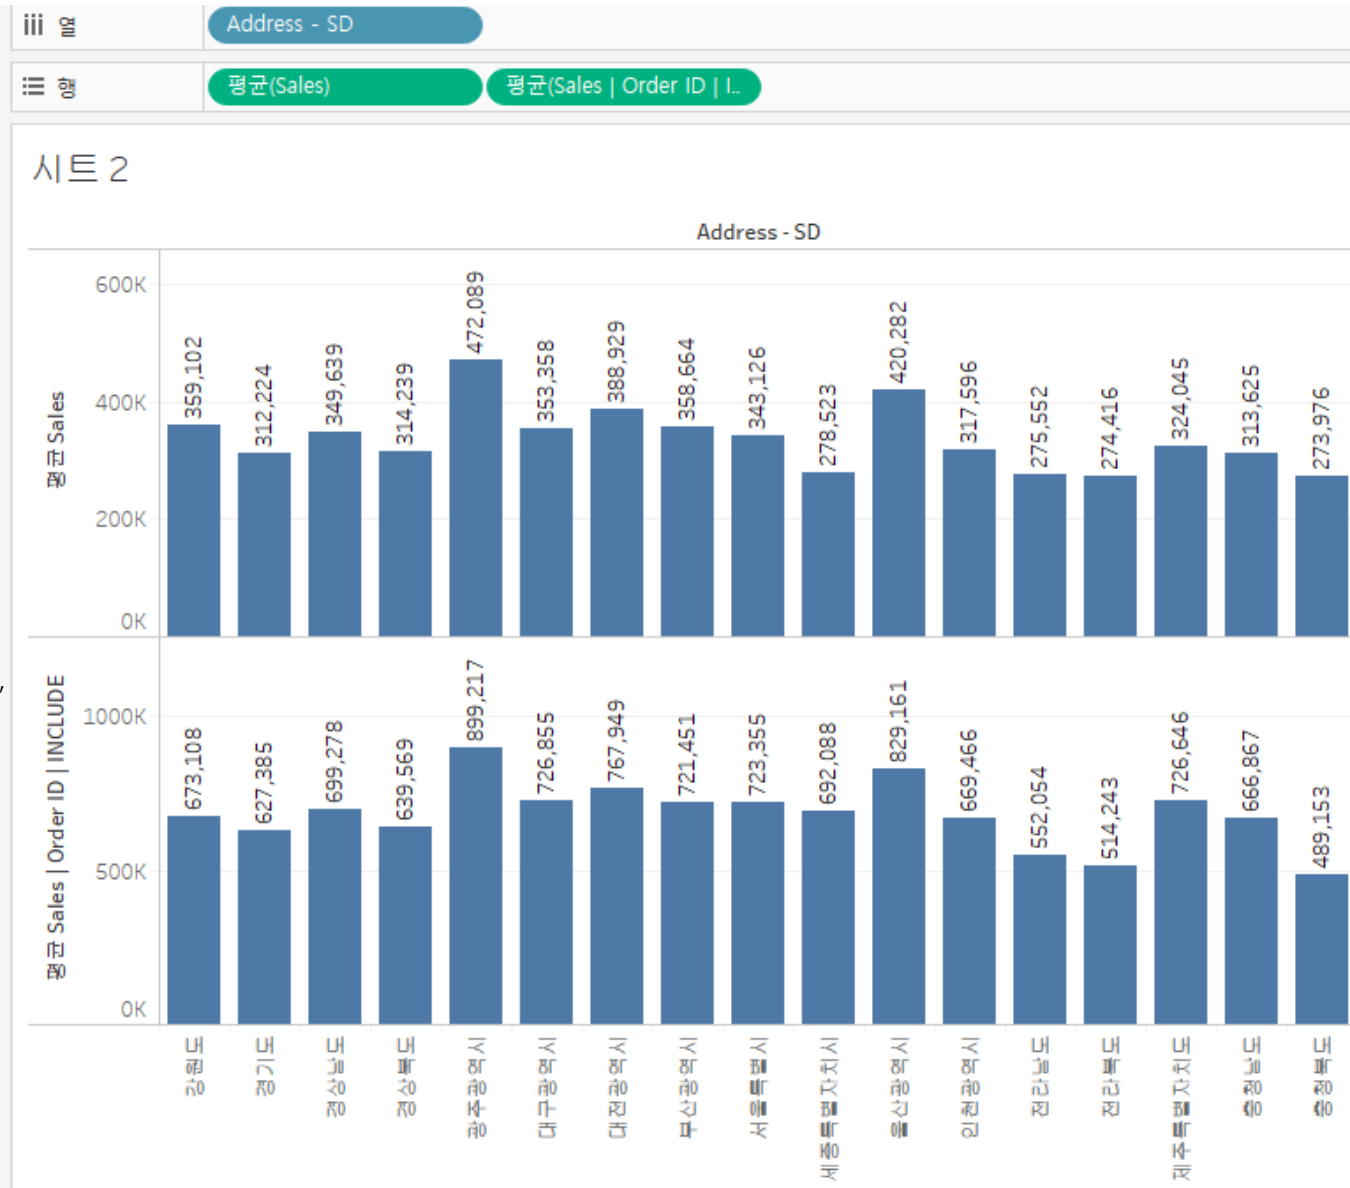 열 Address - SD
행 평균(Sales) 평균(Sales | Order ID | I..
시트 2
Address - SD
평균 Sales
600K
400K
200K
0K
359,102
312,224
349,639
314,239
472,089
353,358
388,929
358,664
343,126
278,523
420,282
317,596
275,552
274,416
324,045
313,625
273,976
평균 Sales | Order ID | INCLUDE
1000K
500K
0K
673,108
627,385
699,278
639,569
899,217
726,855
767,949
721,451
723,355
692,088
829,161
669,466
552,054
514,243
726,646
666,867
489,153
강원도
경기도
경상남도
경상북도
광주광역시
대구광역시
대전광역시
부산광역시
서울특별시
세종특별자치시
울산광역시
인천광역시
전라남도
전라북도
제주특별자치도
충청남도
충청북도